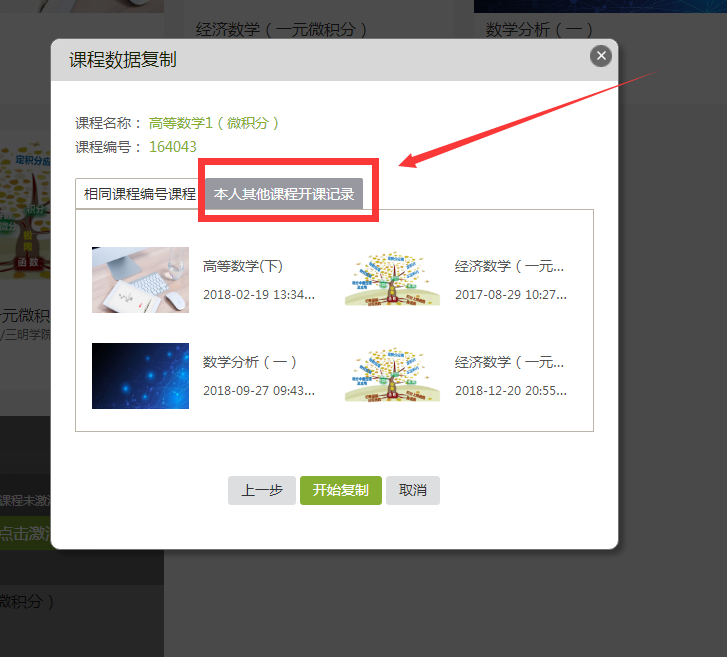 经济数学（一元微积分）
数学分析（一）
课程数据复制
课程名称： 高等数学1（微积分）
课程编号： 164043
相同课程编号课程
本人其他课程开课记录
高等数学(下)
2018-02-19 13:34...
经济数学（一元...
2017-08-29 10:27...
数学分析（一）
2018-09-27 09:43...
经济数学（一元...
2018-12-20 20:55...
上一步
开始复制
取消
定积分应
函数
元微积
/三明学院
课程未激
点击激
微积分）